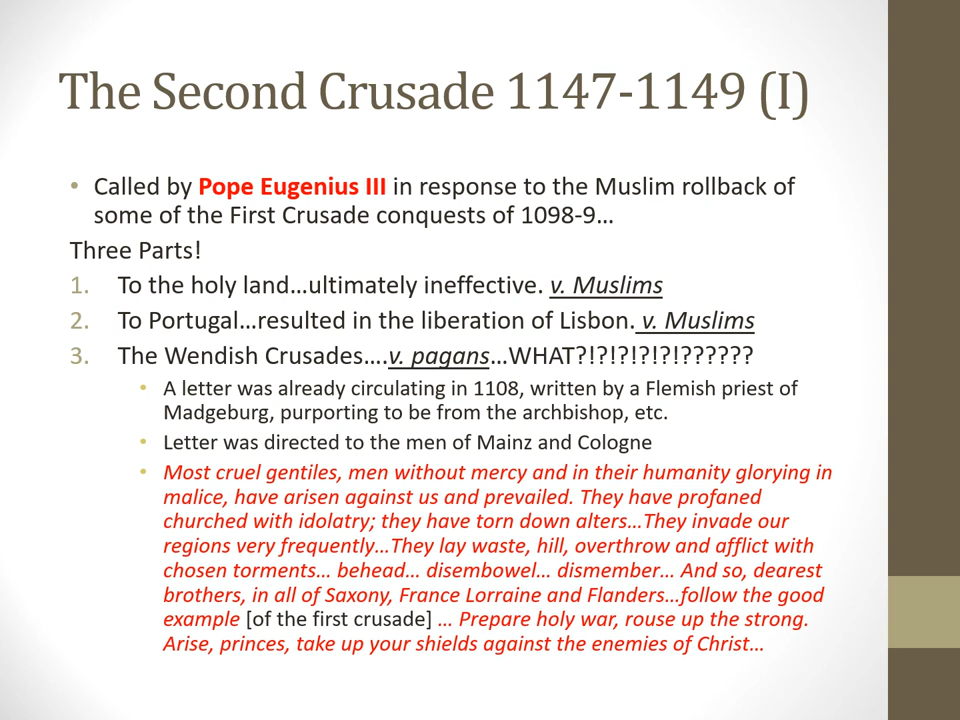 The Second Crusade 1147-1149 (I)
• Called by Pope Eugenius III in response to the Muslim rollback of
some of the First Crusade conquests of 1098-9…
Three Parts!
1. To the holy land…ultimately ineffective. v. Muslims
2. To Portugal…resulted in the liberation of Lisbon. v. Muslims
3. The Wendish Crusades….v. pagans…WHAT?!?!?!?!?!??????
• A letter was already circulating in 1108, written by a Flemish priest of
Madgeburg, purporting to be from the archbishop, etc.
• Letter was directed to the men of Mainz and Cologne
• Most cruel gentiles, men without mercy and in their humanity glorying in
malice, have arisen against us and prevailed. They have profaned
churched with idolatry; they have torn down alters…They invade our
regions very frequently…They lay waste, hill, overthrow and afflict with
chosen torments… behead… disembowel… dismember… And so, dearest
brothers, in all of Saxony, France Lorraine and Flanders…follow the good
example [of the first crusade] … Prepare holy war, rouse up the strong.
Arise, princes, take up your shields against the enemies of Christ…